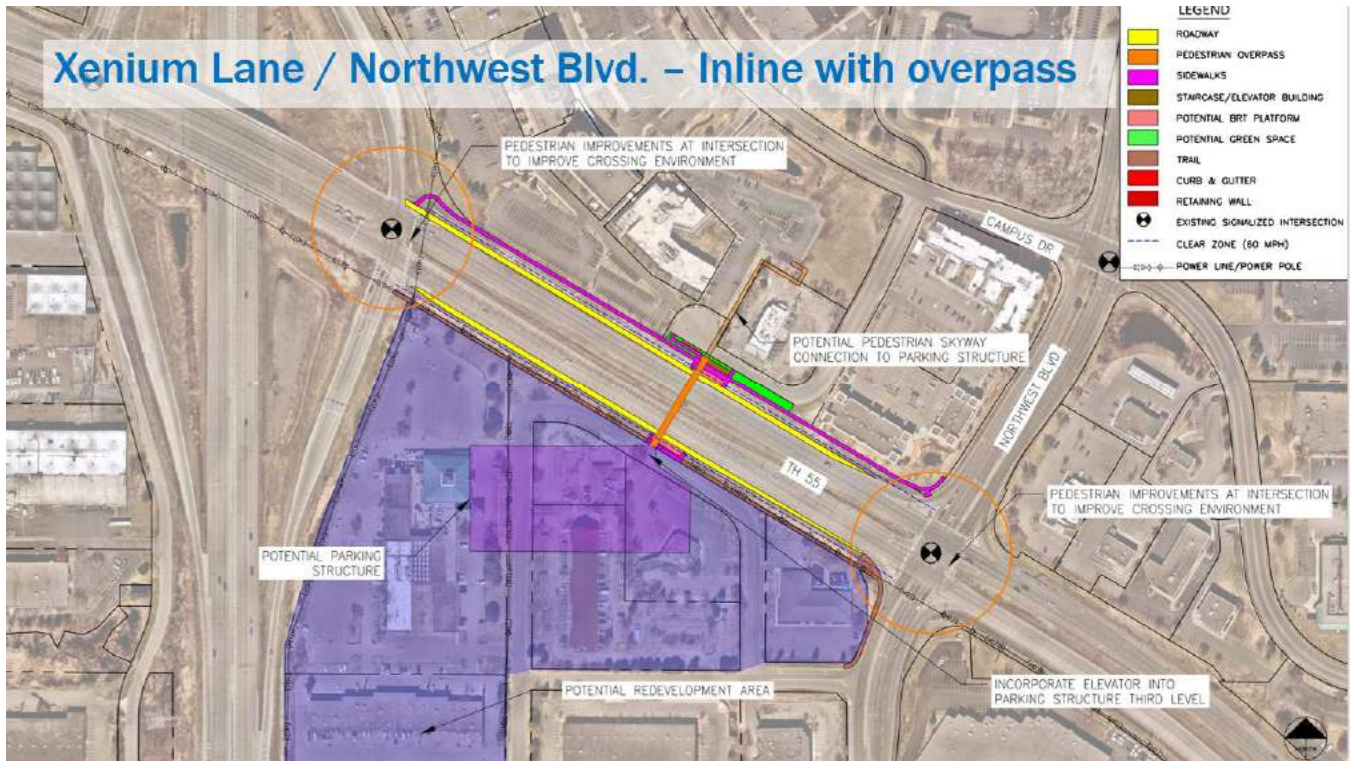 Xenium Lane / Northwest Blvd. – Inline with overpass
LEGEND
ROADWAY
PEDESTRIAN OVERPASS
SIDEWALKS
STAIRCASE/ELEVATOR BUILDING
POTENTIAL BRT PLATFORM
POTENTIAL GREEN SPACE
TRAIL
CURB & GUTTER
RETAINING WALL
EXISTING SIGNALIZED INTERSECTION
CLEAR ZONE (60 MPH)
POWER LINE/POWER POLE
PEDESTRIAN IMPROVEMENTS AT INTERSECTION
TO IMPROVE CROSSING ENVIRONMENT
CAMPUS DR
POTENTIAL PEDESTRIAN SKYWAY
CONNECTION TO PARKING STRUCTURE
NORTHWEST BLVD
TH 55
PEDESTRIAN IMPROVEMENTS AT INTERSECTION
TO IMPROVE CROSSING ENVIRONMENT
POTENTIAL PARKING
STRUCTURE
POTENTIAL REDEVELOPMENT AREA
INCORPORATE ELEVATOR INTO
PARKING STRUCTURE THIRD LEVEL